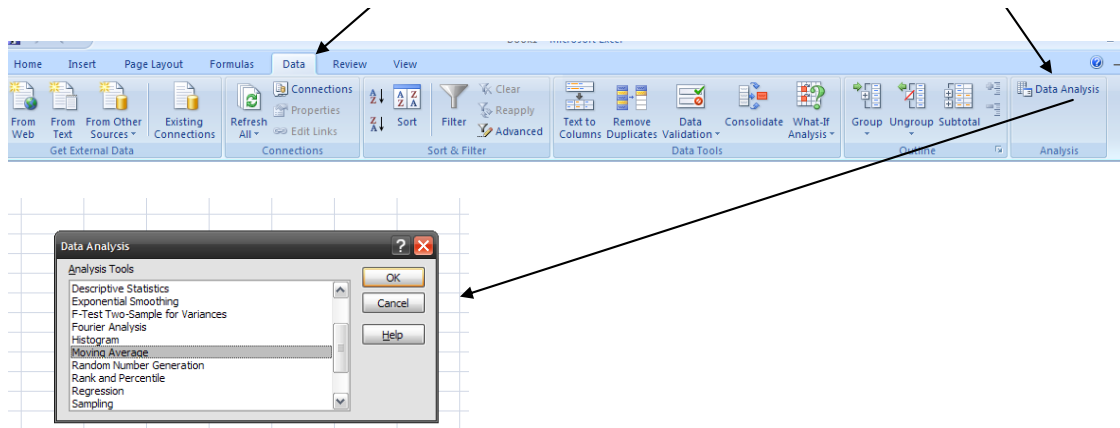 Home Insert Page Layout Formulas Data Review View
From Web
From Text
From Other Sources
Existing Connections
Get External Data
Refresh All
Connections
Properties
Edit Links
Connections
Sort
Filter
Clear
Reapply
Advanced
Sort & Filter
Text to Columns
Remove Duplicates
Data Validation
Consolidate
What-If Analysis
Data Tools
Group
Ungroup
Subtotal
Outline
Data Analysis
Analysis
Data Analysis
Analysis Tools
Descriptive Statistics
Exponential Smoothing
F-Test Two-Sample for Variances
Fourier Analysis
Histogram
Moving Average
Random Number Generation
Rank and Percentile
Regression
Sampling
OK
Cancel
Help